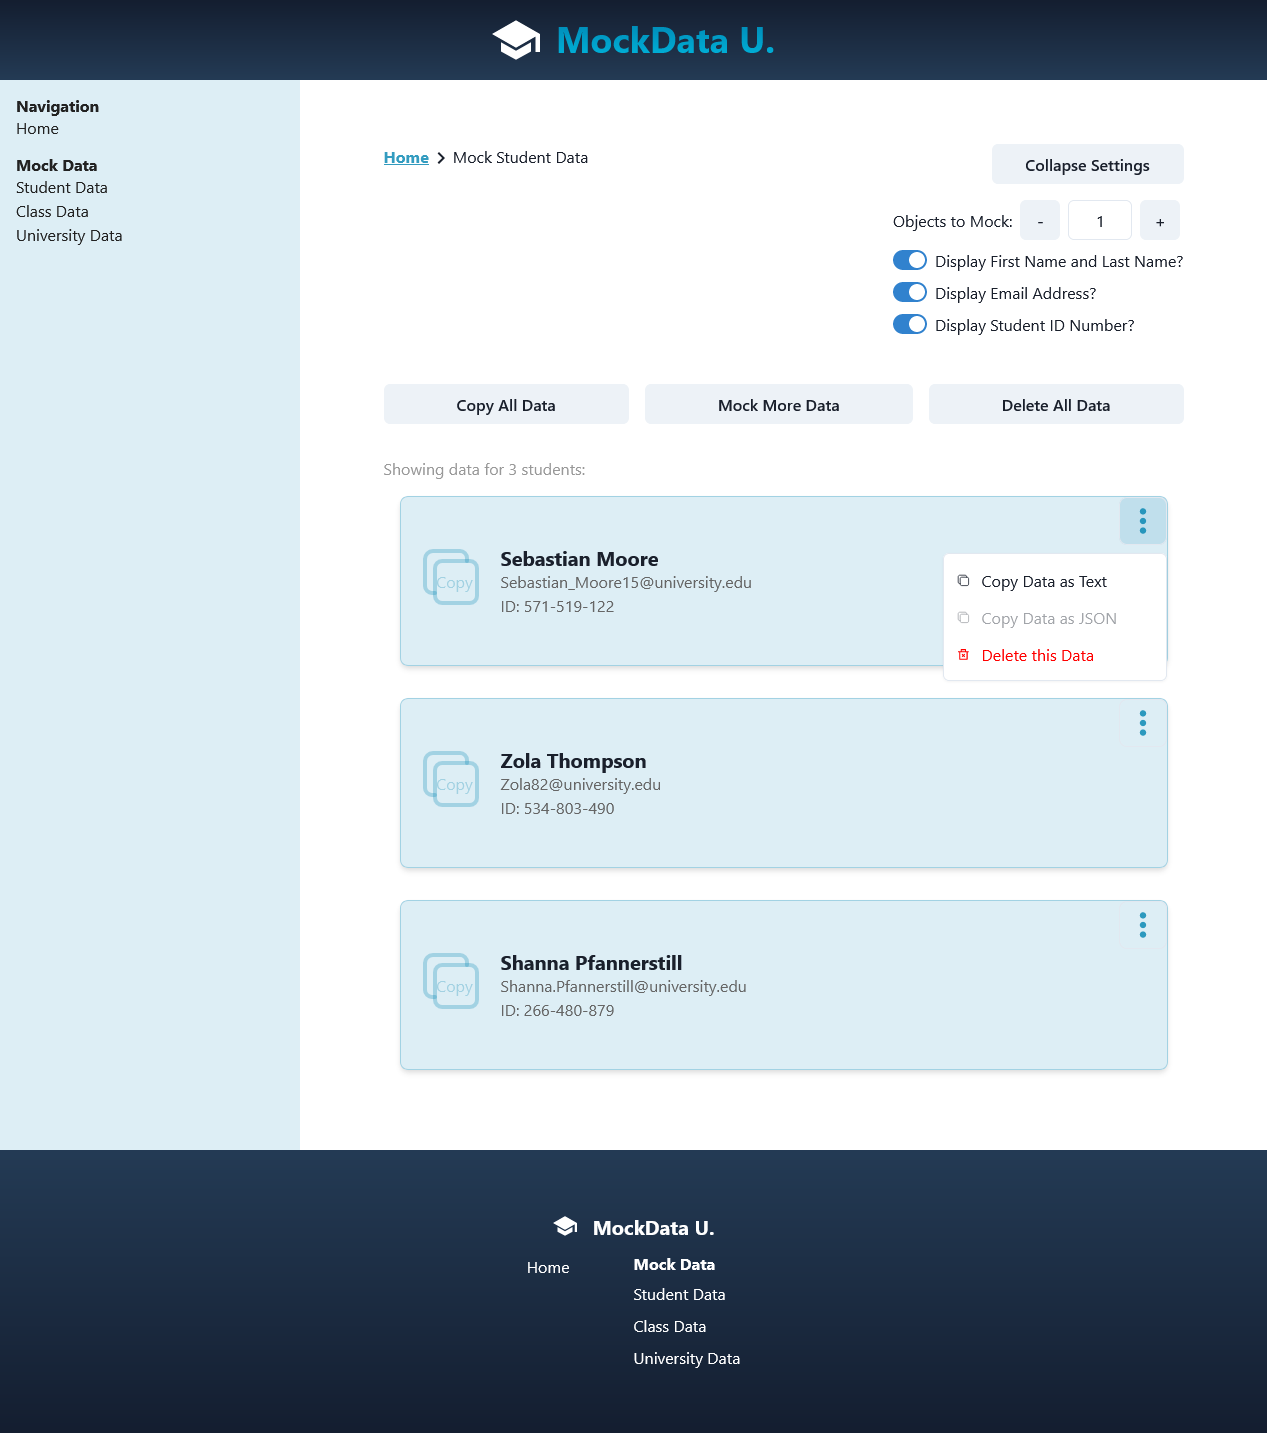 MockData U.
Navigation
Home
Mock Data
Student Data
Class Data
University Data
Home > Mock Student Data
Collapse Settings
Objects to Mock: - 1 +
Display First Name and Last Name?
Display Email Address?
Display Student ID Number?
Copy All Data
Mock More Data
Delete All Data
Showing data for 3 students:
Copy
Sebastian Moore
Sebastian_Moore15@university.edu
ID: 571-519-122
Copy Data as Text
Copy Data as JSON
Delete this Data
Copy
Zola Thompson
Zola82@university.edu
ID: 534-803-490
Copy
Shanna Pfannerstill
Shanna.Pfannerstill@university.edu
ID: 266-480-879
MockData U.
Home
Mock Data
Student Data
Class Data
University Data